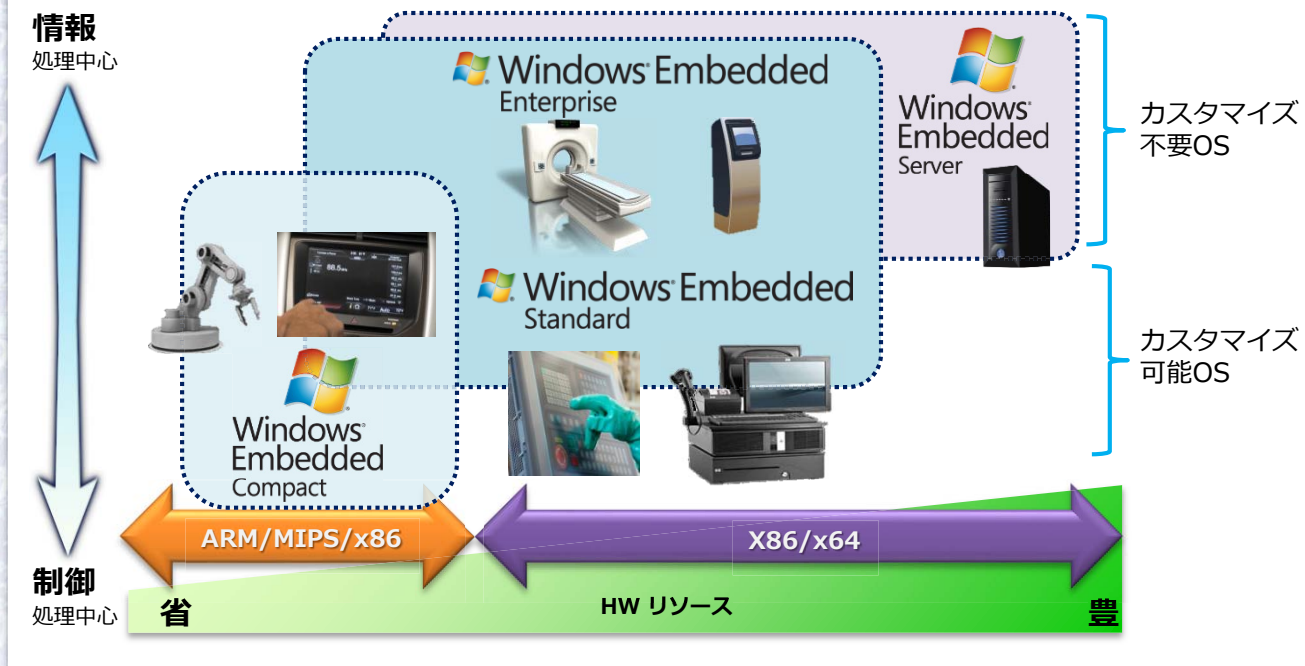 情報
処理中心
Windows Embedded
Enterprise
Windows
Embedded
Server
カスタマイズ
不要OS
Windows Embedded
Standard
カスタマイズ
可能OS
Windows
Embedded
Compact
ARM/MIPS/x86
X86/x64
制御
処理中心
省
HW リソース
豊